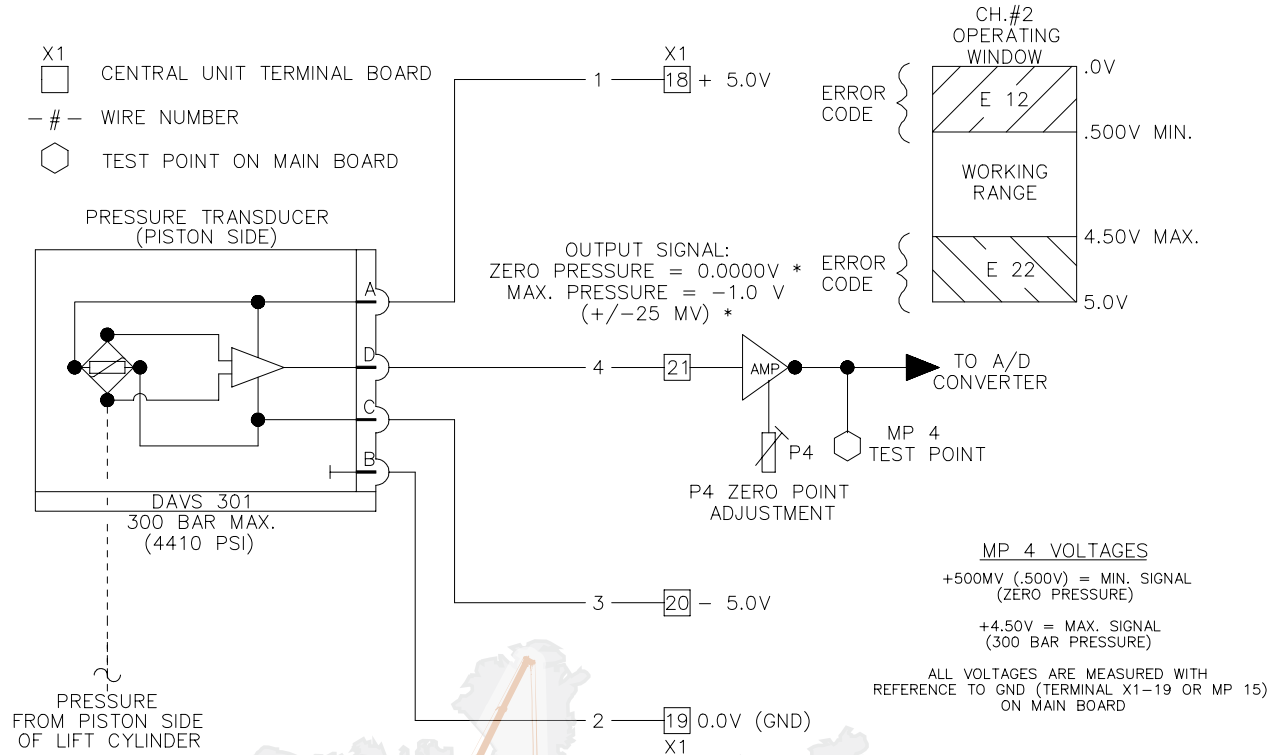 X1
CENTRAL UNIT TERMINAL BOARD
-#- WIRE NUMBER
TEST POINT ON MAIN BOARD
PRESSURE TRANSDUCER
(PISTON SIDE)
A
D
C
B
DAVS 301
300 BAR MAX.
(4410 PSI)
PRESSURE
FROM PISTON SIDE
OF LIFT CYLINDER
X1
1 18 + 5.0V
OUTPUT SIGNAL:
ZERO PRESSURE = 0.0000V *
MAX. PRESSURE = -1.0 V
(+/-25 MV) *
4 21
AMP
TO A/D
CONVERTER
P4
MP 4
TEST POINT
P4 ZERO POINT
ADJUSTMENT
3 20 - 5.0V
2 19 0.0V (GND)
X1
CH.#2
OPERATING
WINDOW
.0V
ERROR
CODE
E 12
.500V MIN.
WORKING
RANGE
4.50V MAX.
ERROR
CODE
E 22
5.0V
MP 4 VOLTAGES
+500MV (.500V) = MIN. SIGNAL
(ZERO PRESSURE)
+4.50V = MAX. SIGNAL
(300 BAR PRESSURE)
ALL VOLTAGES ARE MEASURED WITH
REFERENCE TO GND (TERMINAL X1-19 OR MP 15)
ON MAIN BOARD